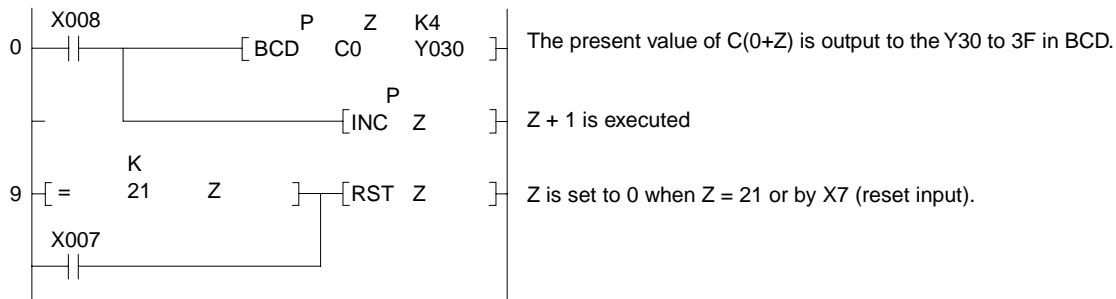 X008
P Z K4
0 [ BCD C0 Y030 ] The present value of C(0+Z) is output to the Y30 to 3F in BCD.
P
[ INC Z ] Z + 1 is executed
K
9 [ = 21 Z ] [ RST Z ] Z is set to 0 when Z = 21 or by X7 (reset input).
X007